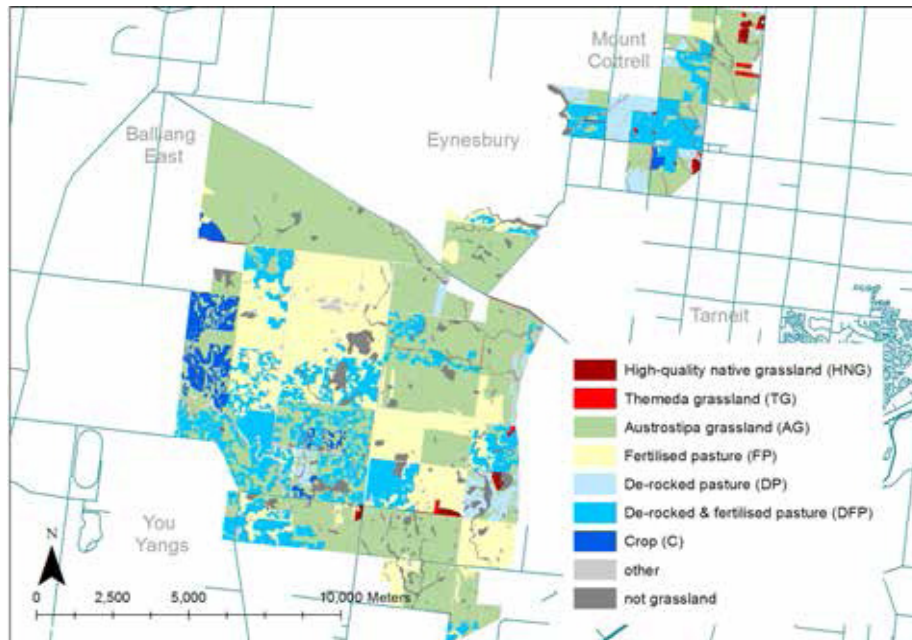 Mount
Cottrell
Balliang
East
Eynesbury
Tarneit
High-quality native grassland (HNG)
Themeda grassland (TG)
Austrostipa grassland (AG)
Fertilised pasture (FP)
De-rocked pasture (DP)
De-rocked & fertilised pasture (DFP)
Crop (C)
other
not grassland
You
Yangs
N
0 2,500 5,000 10,000 Meters